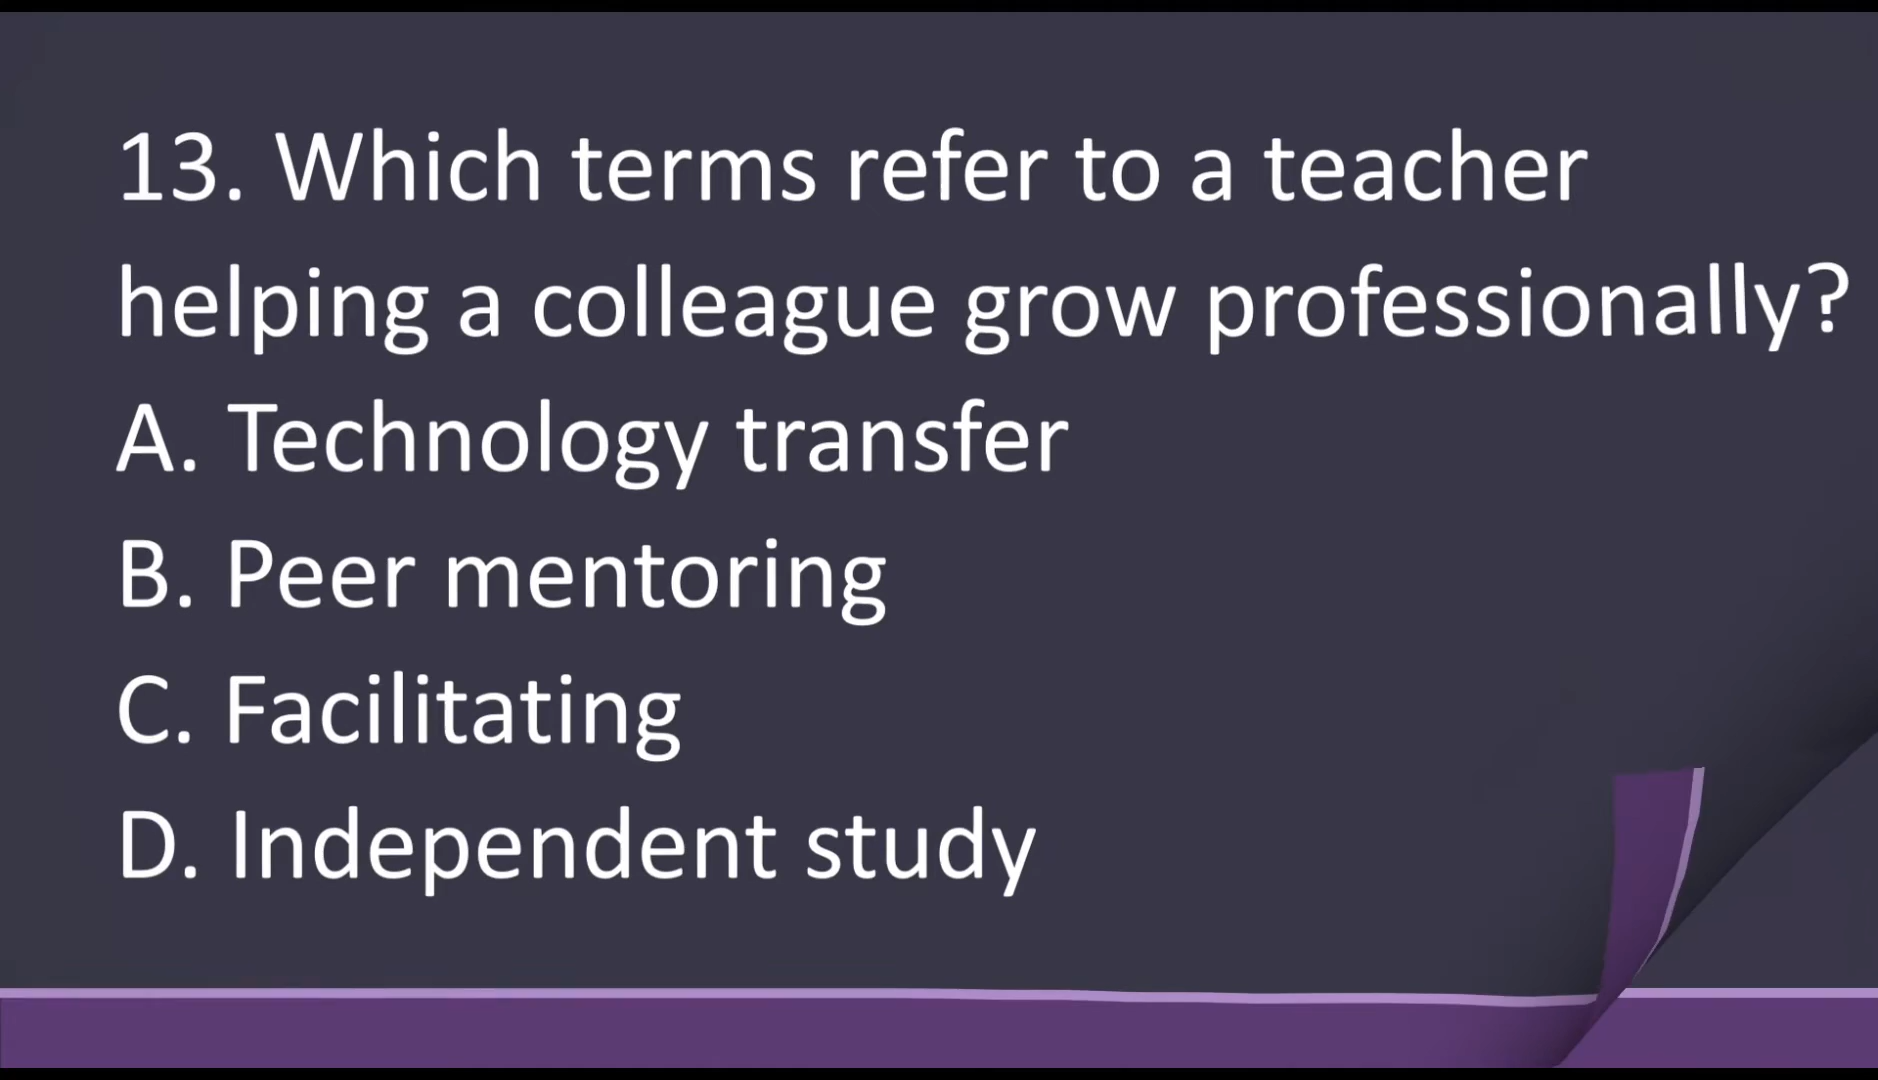 13. Which terms refer to a teacher
helping a colleague grow professionally?
A. Technology transfer
B. Peer mentoring
C. Facilitating
D. Independent study